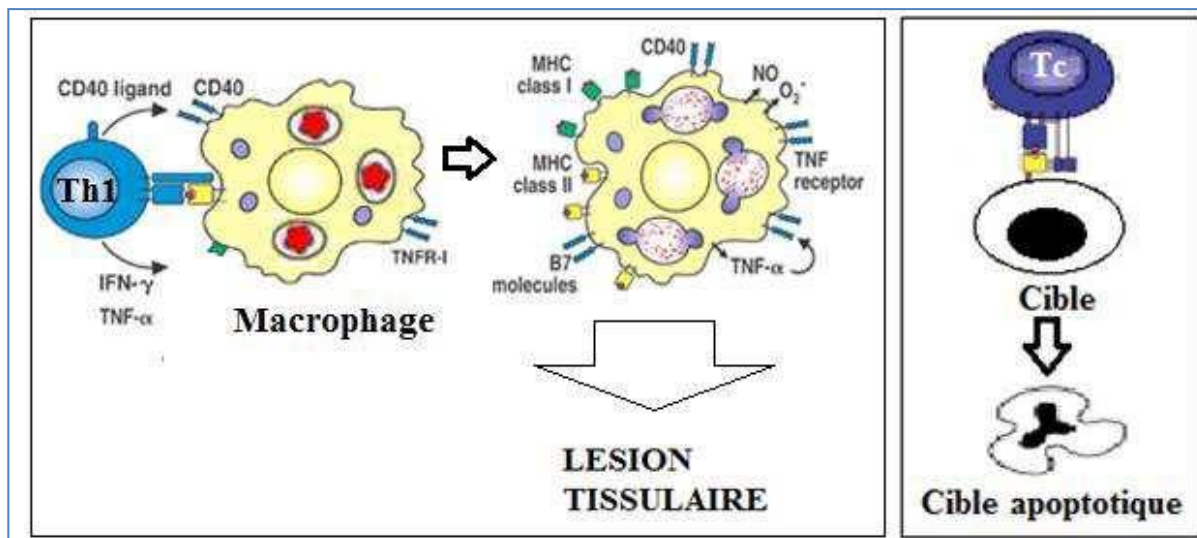 CD40 ligand
CD40
Th1
IFN-γ
TNF-α
TNFR-I
Macrophage
MHC
class I
CD40
NO
O₂⁻
TNF
receptor
MHC
class II
B7
molecules
TNF-α
LESION
TISSULAIRE
Tc
Cible
Cible apoptotique